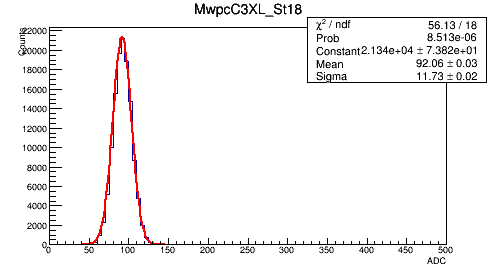 MwpcC3XL_St18
χ² / ndf 56.13 / 18
Prob 8.513e-06
Constant 2.134e+04 ± 7.382e+01
Mean 92.06 ± 0.03
Sigma 11.73 ± 0.02
Counts
22000
20000
18000
16000
14000
12000
10000
8000
6000
4000
2000
0
0 50 100 150 200 250 300 350 400 450 500
ADC